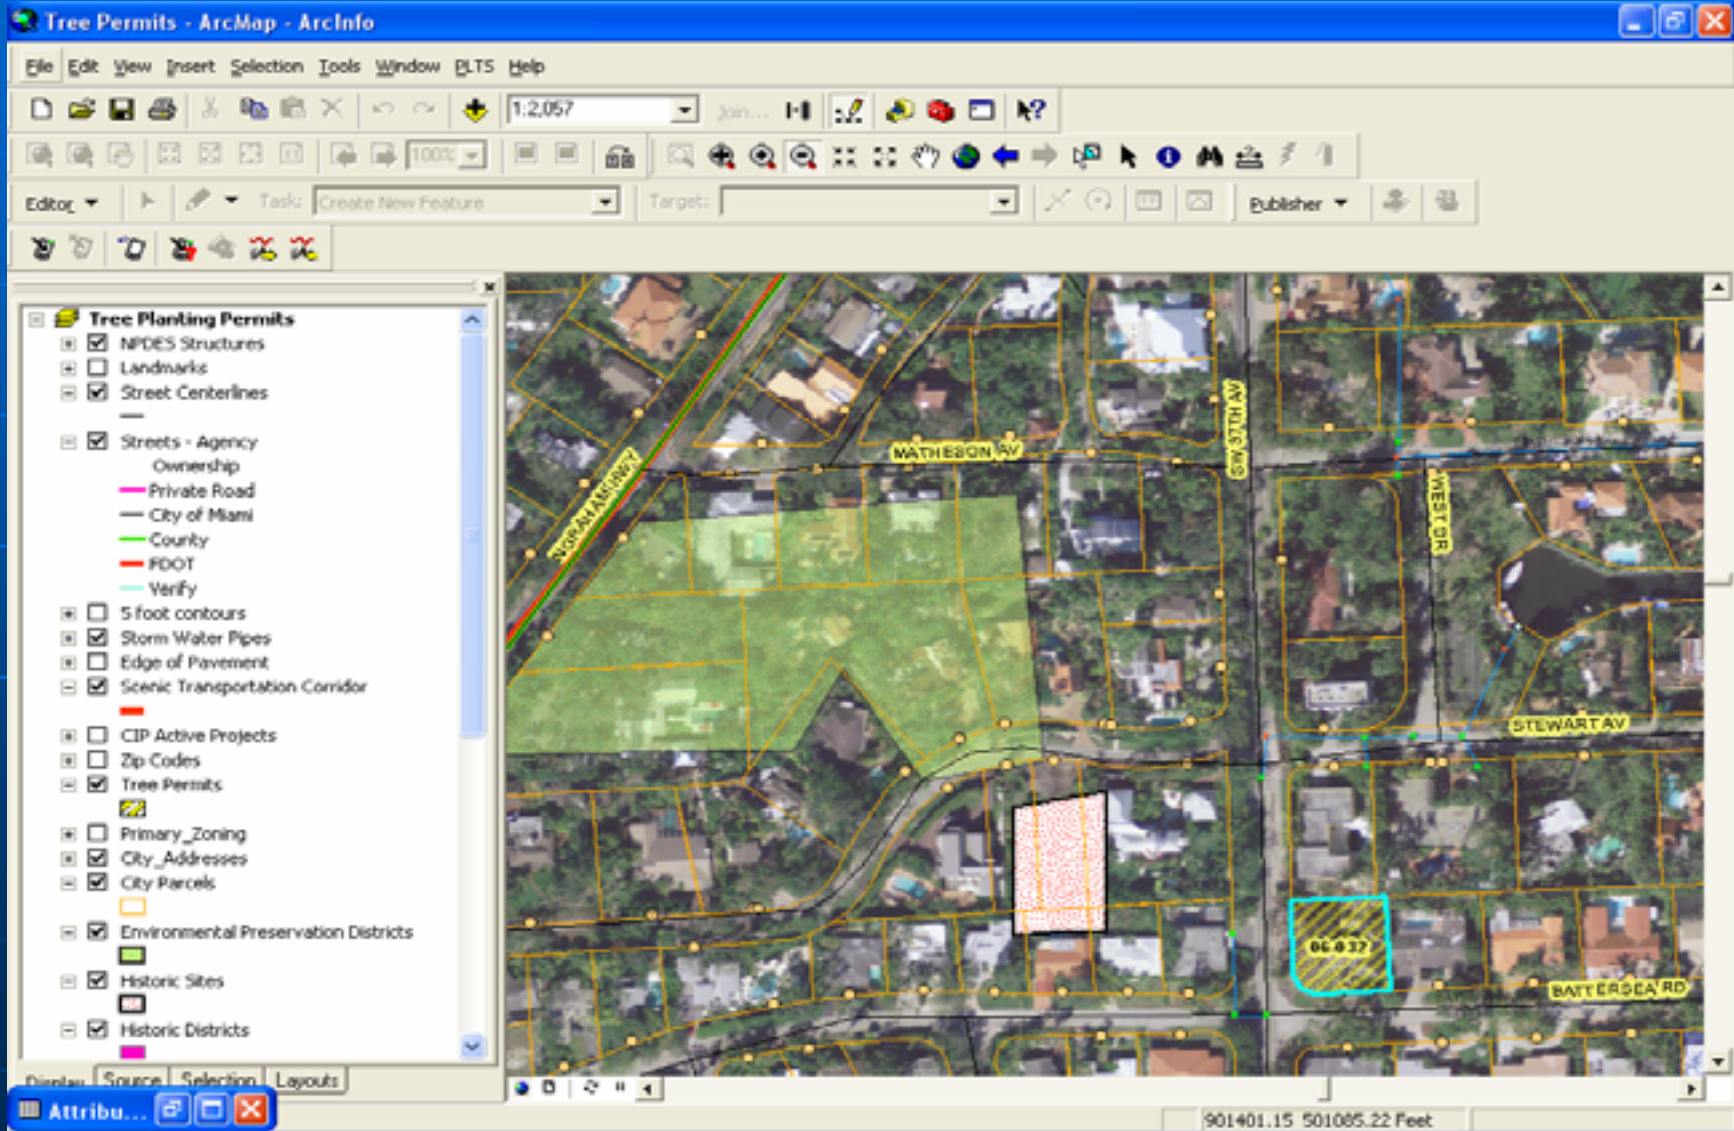 Tree Permits - ArcMap - ArcInfo
File Edit View Insert Selection Tools Window PLTS Help
1:2,057 Join...
100%
Editor Task: Create New Feature Target: Publisher
Tree Planting Permits
NPDES Structures
Landmarks
Street Centerlines
Streets - Agency
Ownership
Private Road
City of Miami
County
FDOT
Verify
5 foot contours
Storm Water Pipes
Edge of Pavement
Scenic Transportation Corridor
CIP Active Projects
Zip Codes
Tree Permits
Primary_Zoning
City_Addresses
City Parcels
Environmental Preservation Districts
Historic Sites
Historic Districts
Display Source Selection Layouts
Attribu...
MATHESON AV
SW 37TH AV
WEST DR
STEWART AV
BATTERSEA RD
901401.15 501085.22 Feet